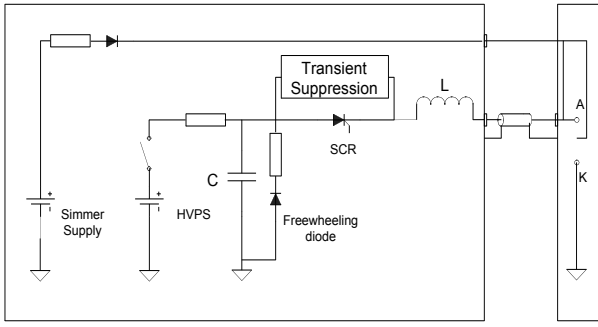 Transient
Suppression
L
A
SCR
C
K
Simmer
Supply
HVPS
Freewheeling
diode
+
+